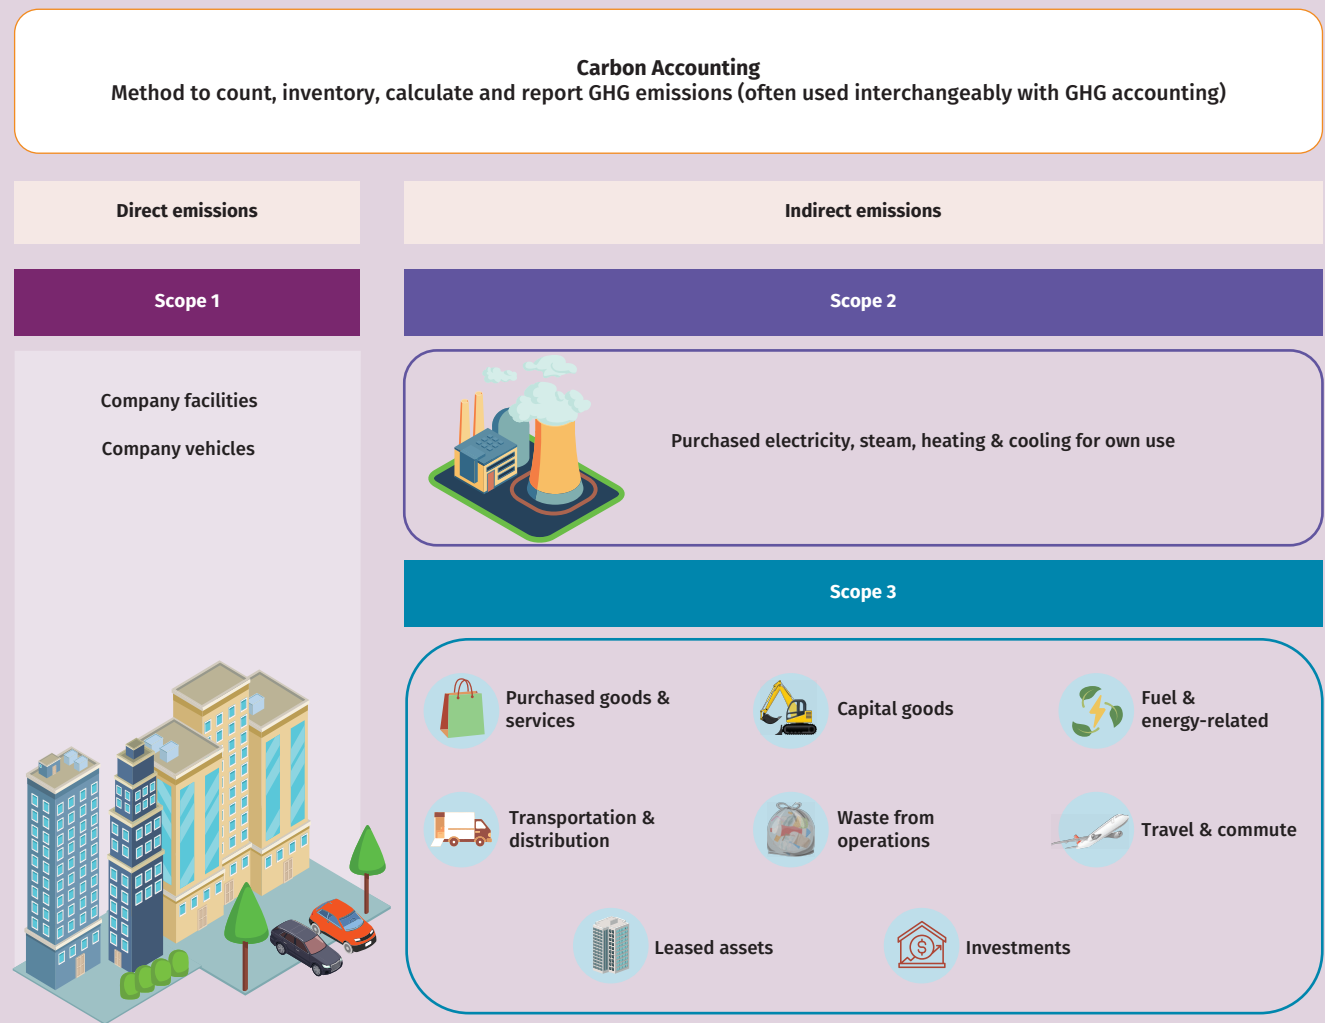 Carbon Accounting
Method to count, inventory, calculate and report GHG emissions (often used interchangeably with GHG accounting)
Direct emissions
Indirect emissions
Scope 1
Scope 2
Company facilities
Company vehicles
Purchased electricity, steam, heating & cooling for own use
Scope 3
Purchased goods &
services
Capital goods
Fuel &
energy-related
Transportation &
distribution
Waste from
operations
Travel & commute
Leased assets
Investments